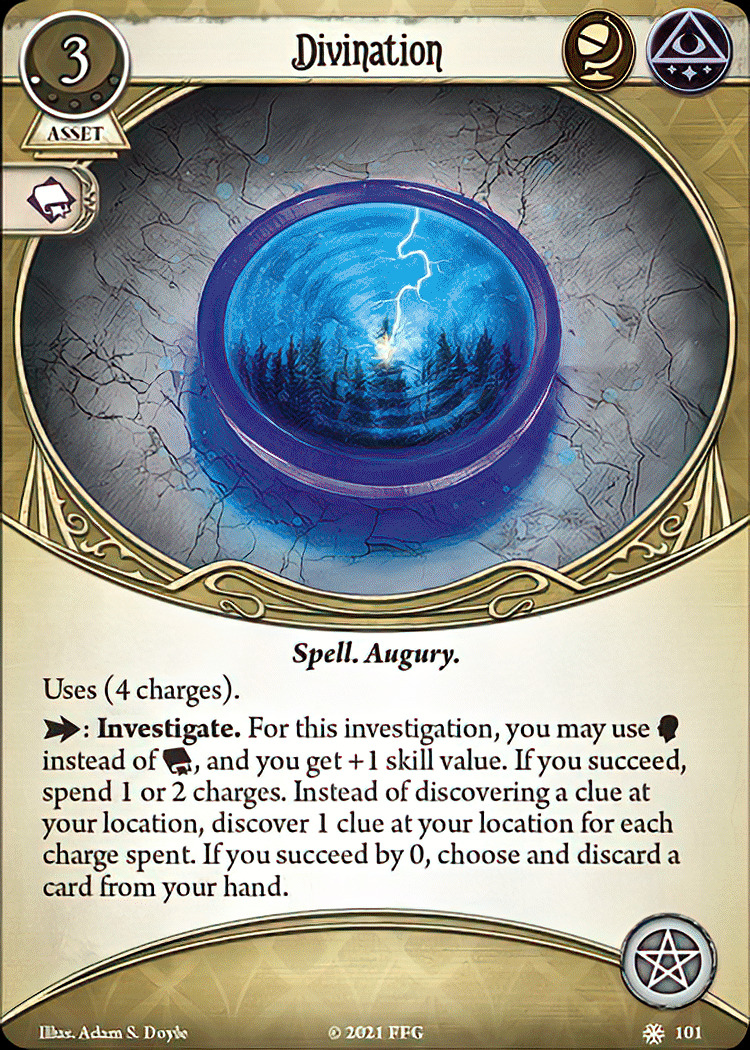 3
Divination
ASSET
Spell. Augury.
Uses (4 charges).
: Investigate. For this investigation, you may use
instead of , and you get +1 skill value. If you succeed,
spend 1 or 2 charges. Instead of discovering a clue at
your location, discover 1 clue at your location for each
charge spent. If you succeed by 0, choose and discard a
card from your hand.
Illus. Adam S. Doyle
© 2021 FFG
101